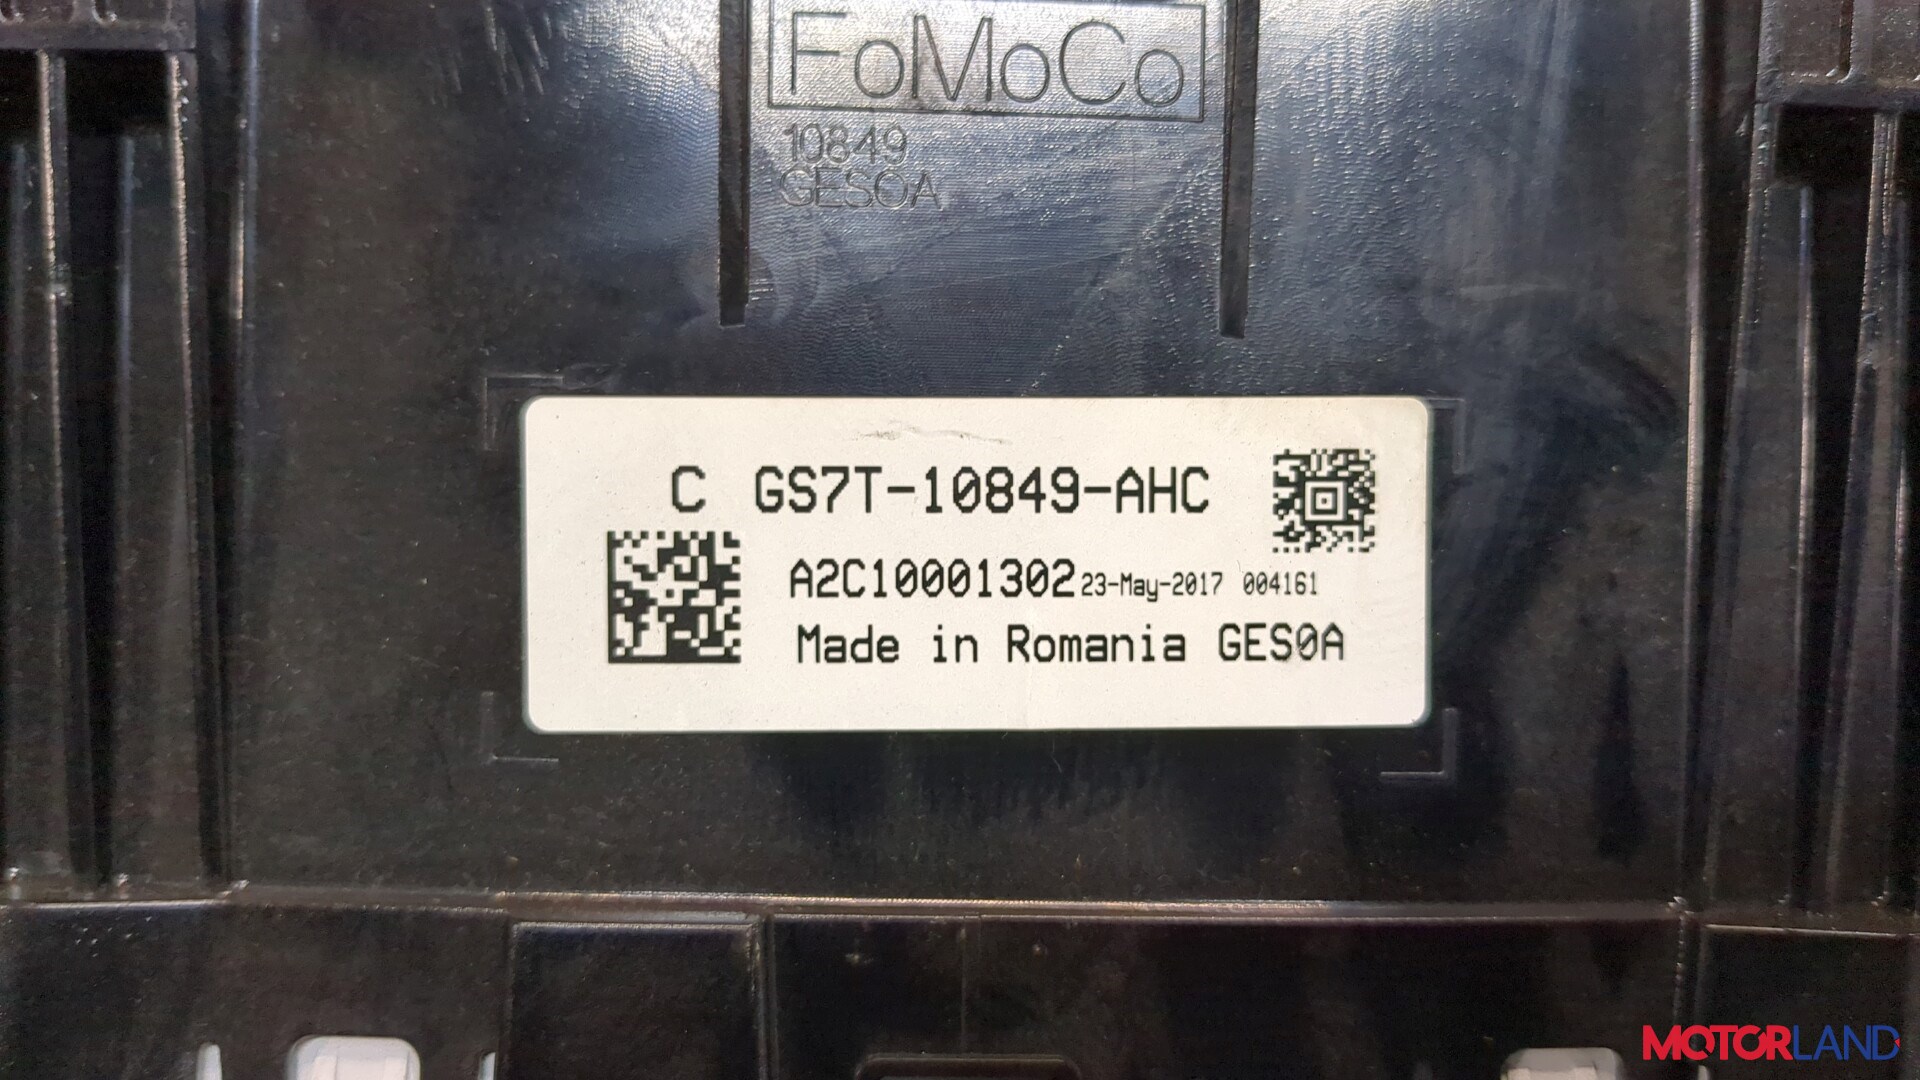 FoMoCo
10849
GESOA
C GS7T-10849-AHC
A2C10001302 23-May-2017 004161
Made in Romania GES0A
MOTORLAND